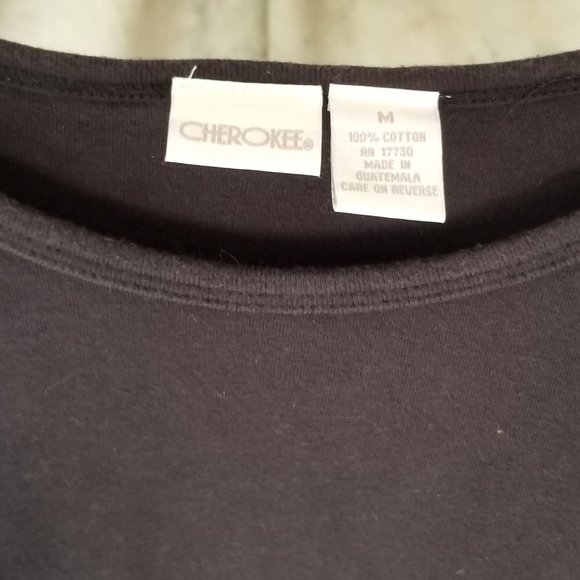 CHEROKEE®
M
100% COTTON
RN 17730
MADE IN
GUATEMALA
CARE ON REVERSE